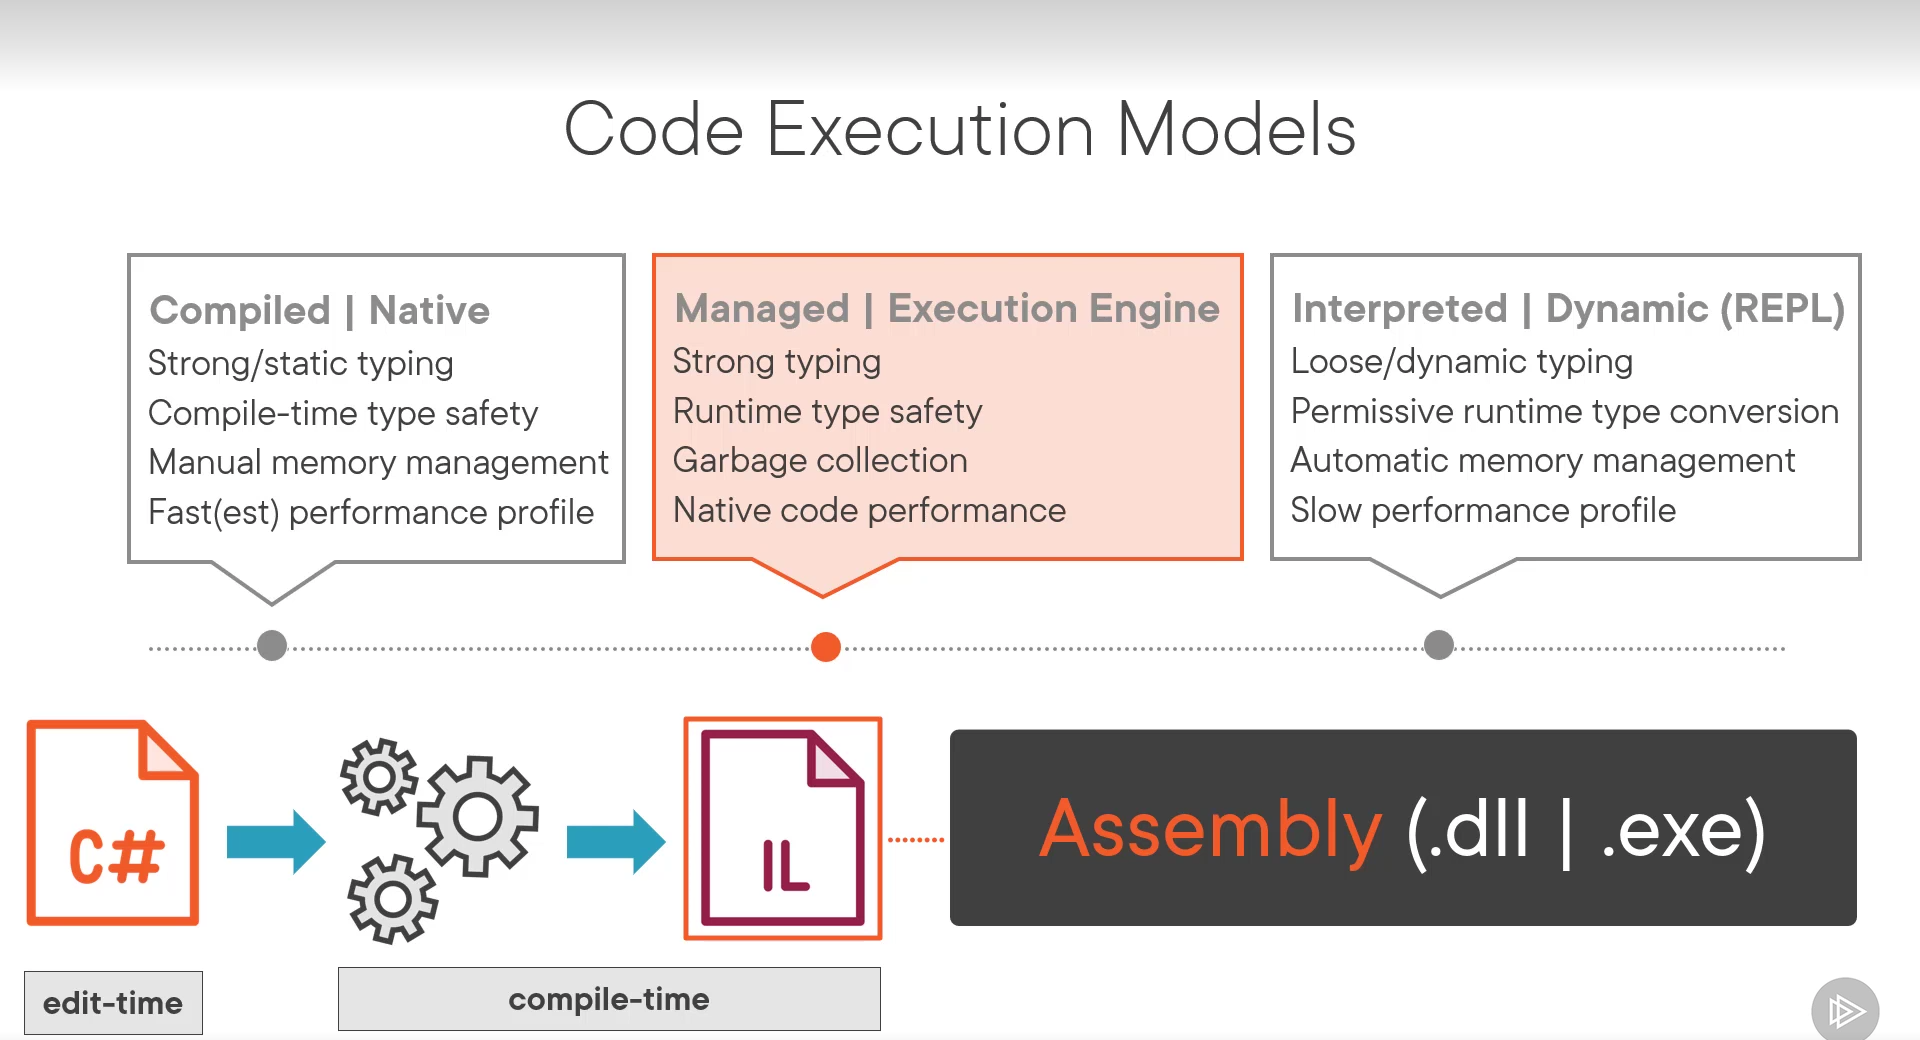 Code Execution Models
Compiled | Native
Strong/static typing
Compile-time type safety
Manual memory management
Fast(est) performance profile
Managed | Execution Engine
Strong typing
Runtime type safety
Garbage collection
Native code performance
Interpreted | Dynamic (REPL)
Loose/dynamic typing
Permissive runtime type conversion
Automatic memory management
Slow performance profile
C#
IL
Assembly (.dll | .exe)
edit-time
compile-time